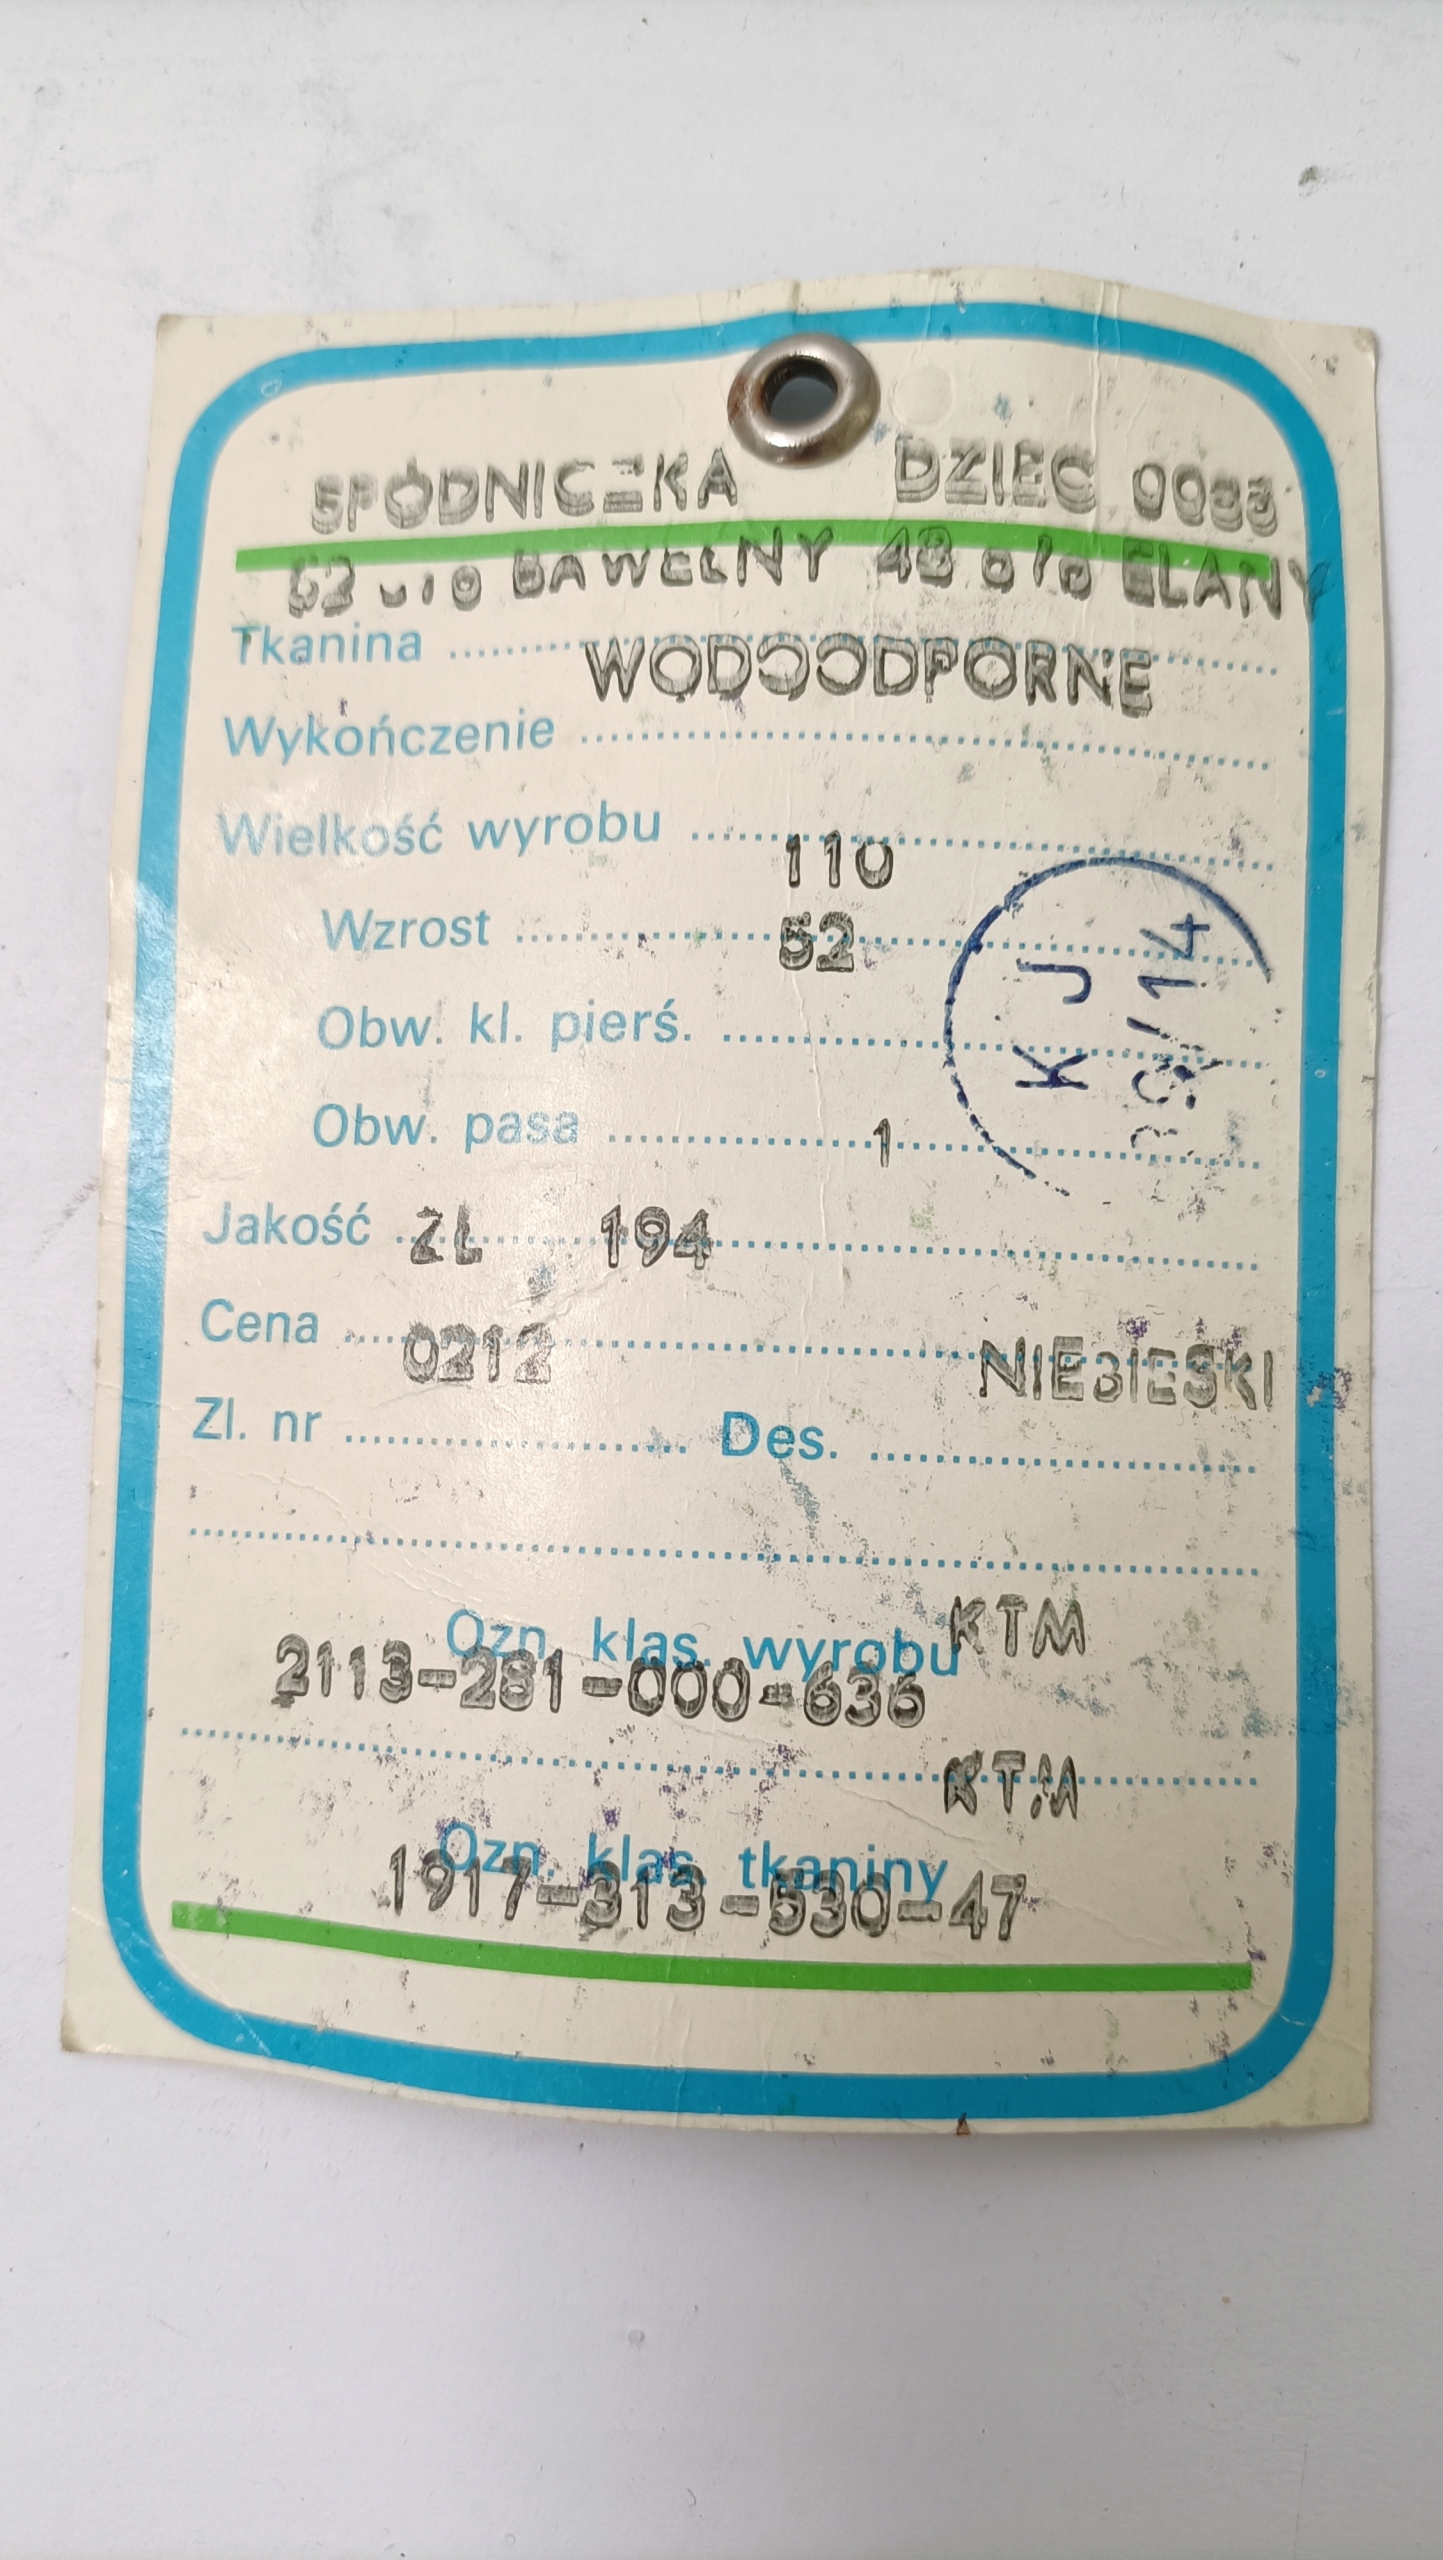 SPÓDNICZKA DZIEC 0033
52 o/o BAWEŁNY 48 o/o ELANY
Tkanina
WODOODPORNE
Wykończenie
Wielkość wyrobu
110
Wzrost
52
Obw. kl. pierś.
Obw. pasa
1
Jakość
ZŁ 194
Cena
0212 NIEBIESKI
Zl. nr Des.
KTM
Ozn. klas. wyrobu
2113-281-000-636
KTM
Ozn. klas. tkaniny
1917-313-530-47
K J
/14